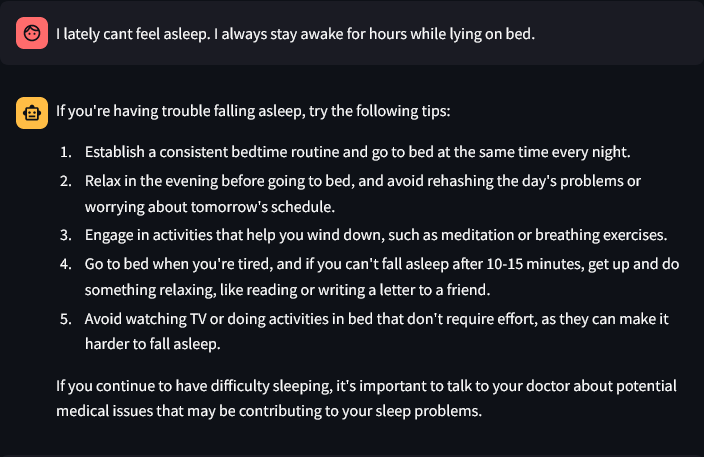 I lately cant feel asleep. I always stay awake for hours while lying on bed.
If you're having trouble falling asleep, try the following tips:
1. Establish a consistent bedtime routine and go to bed at the same time every night.
2. Relax in the evening before going to bed, and avoid rehashing the day's problems or
worrying about tomorrow's schedule.
3. Engage in activities that help you wind down, such as meditation or breathing exercises.
4. Go to bed when you're tired, and if you can't fall asleep after 10-15 minutes, get up and do
something relaxing, like reading or writing a letter to a friend.
5. Avoid watching TV or doing activities in bed that don't require effort, as they can make it
harder to fall asleep.
If you continue to have difficulty sleeping, it's important to talk to your doctor about potential
medical issues that may be contributing to your sleep problems.